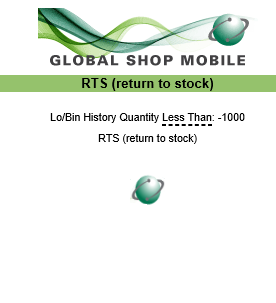 GLOBAL SHOP MOBILE
RTS (return to stock)
Lo/Bin History Quantity Less Than: -1000
RTS (return to stock)